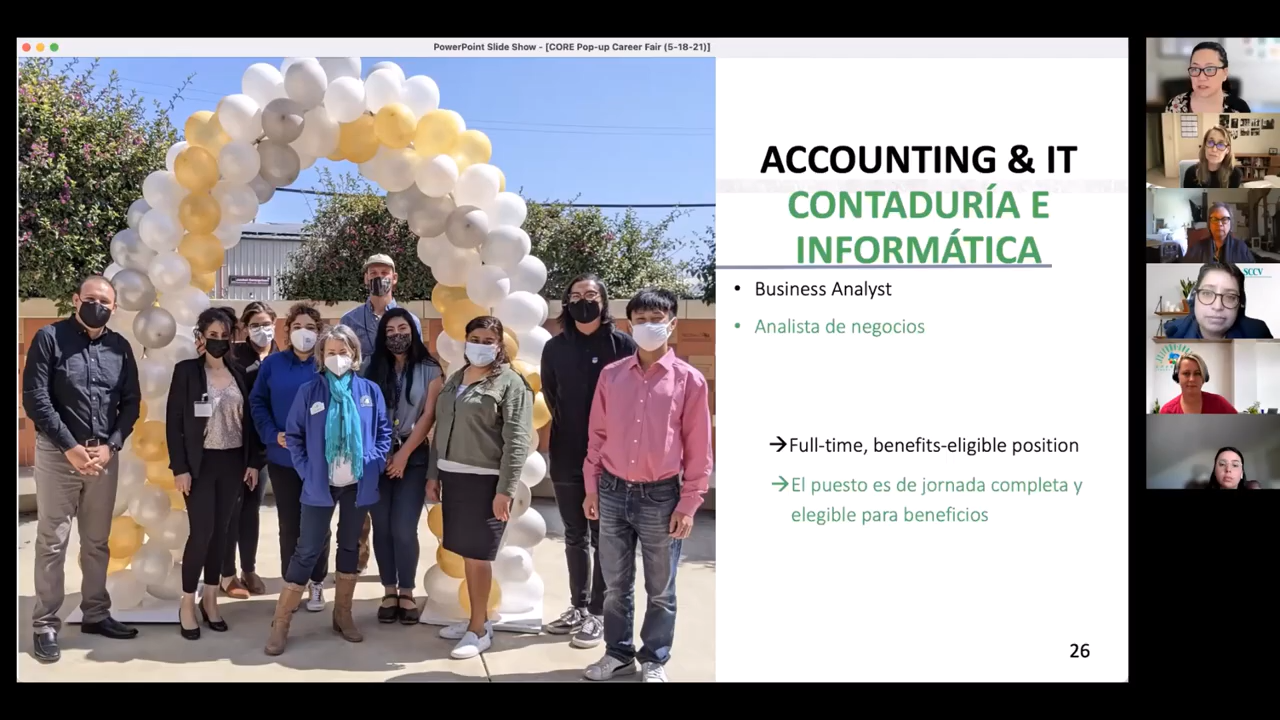 PowerPoint Slide Show - [CORE Pop-up Career Fair (5-18-21)]
ACCOUNTING & IT
CONTADURÍA E
INFORMÁTICA
• Business Analyst
• Analista de negocios
→Full-time, benefits-eligible position
→El puesto es de jornada completa y
elegible para beneficios
26
SCCV